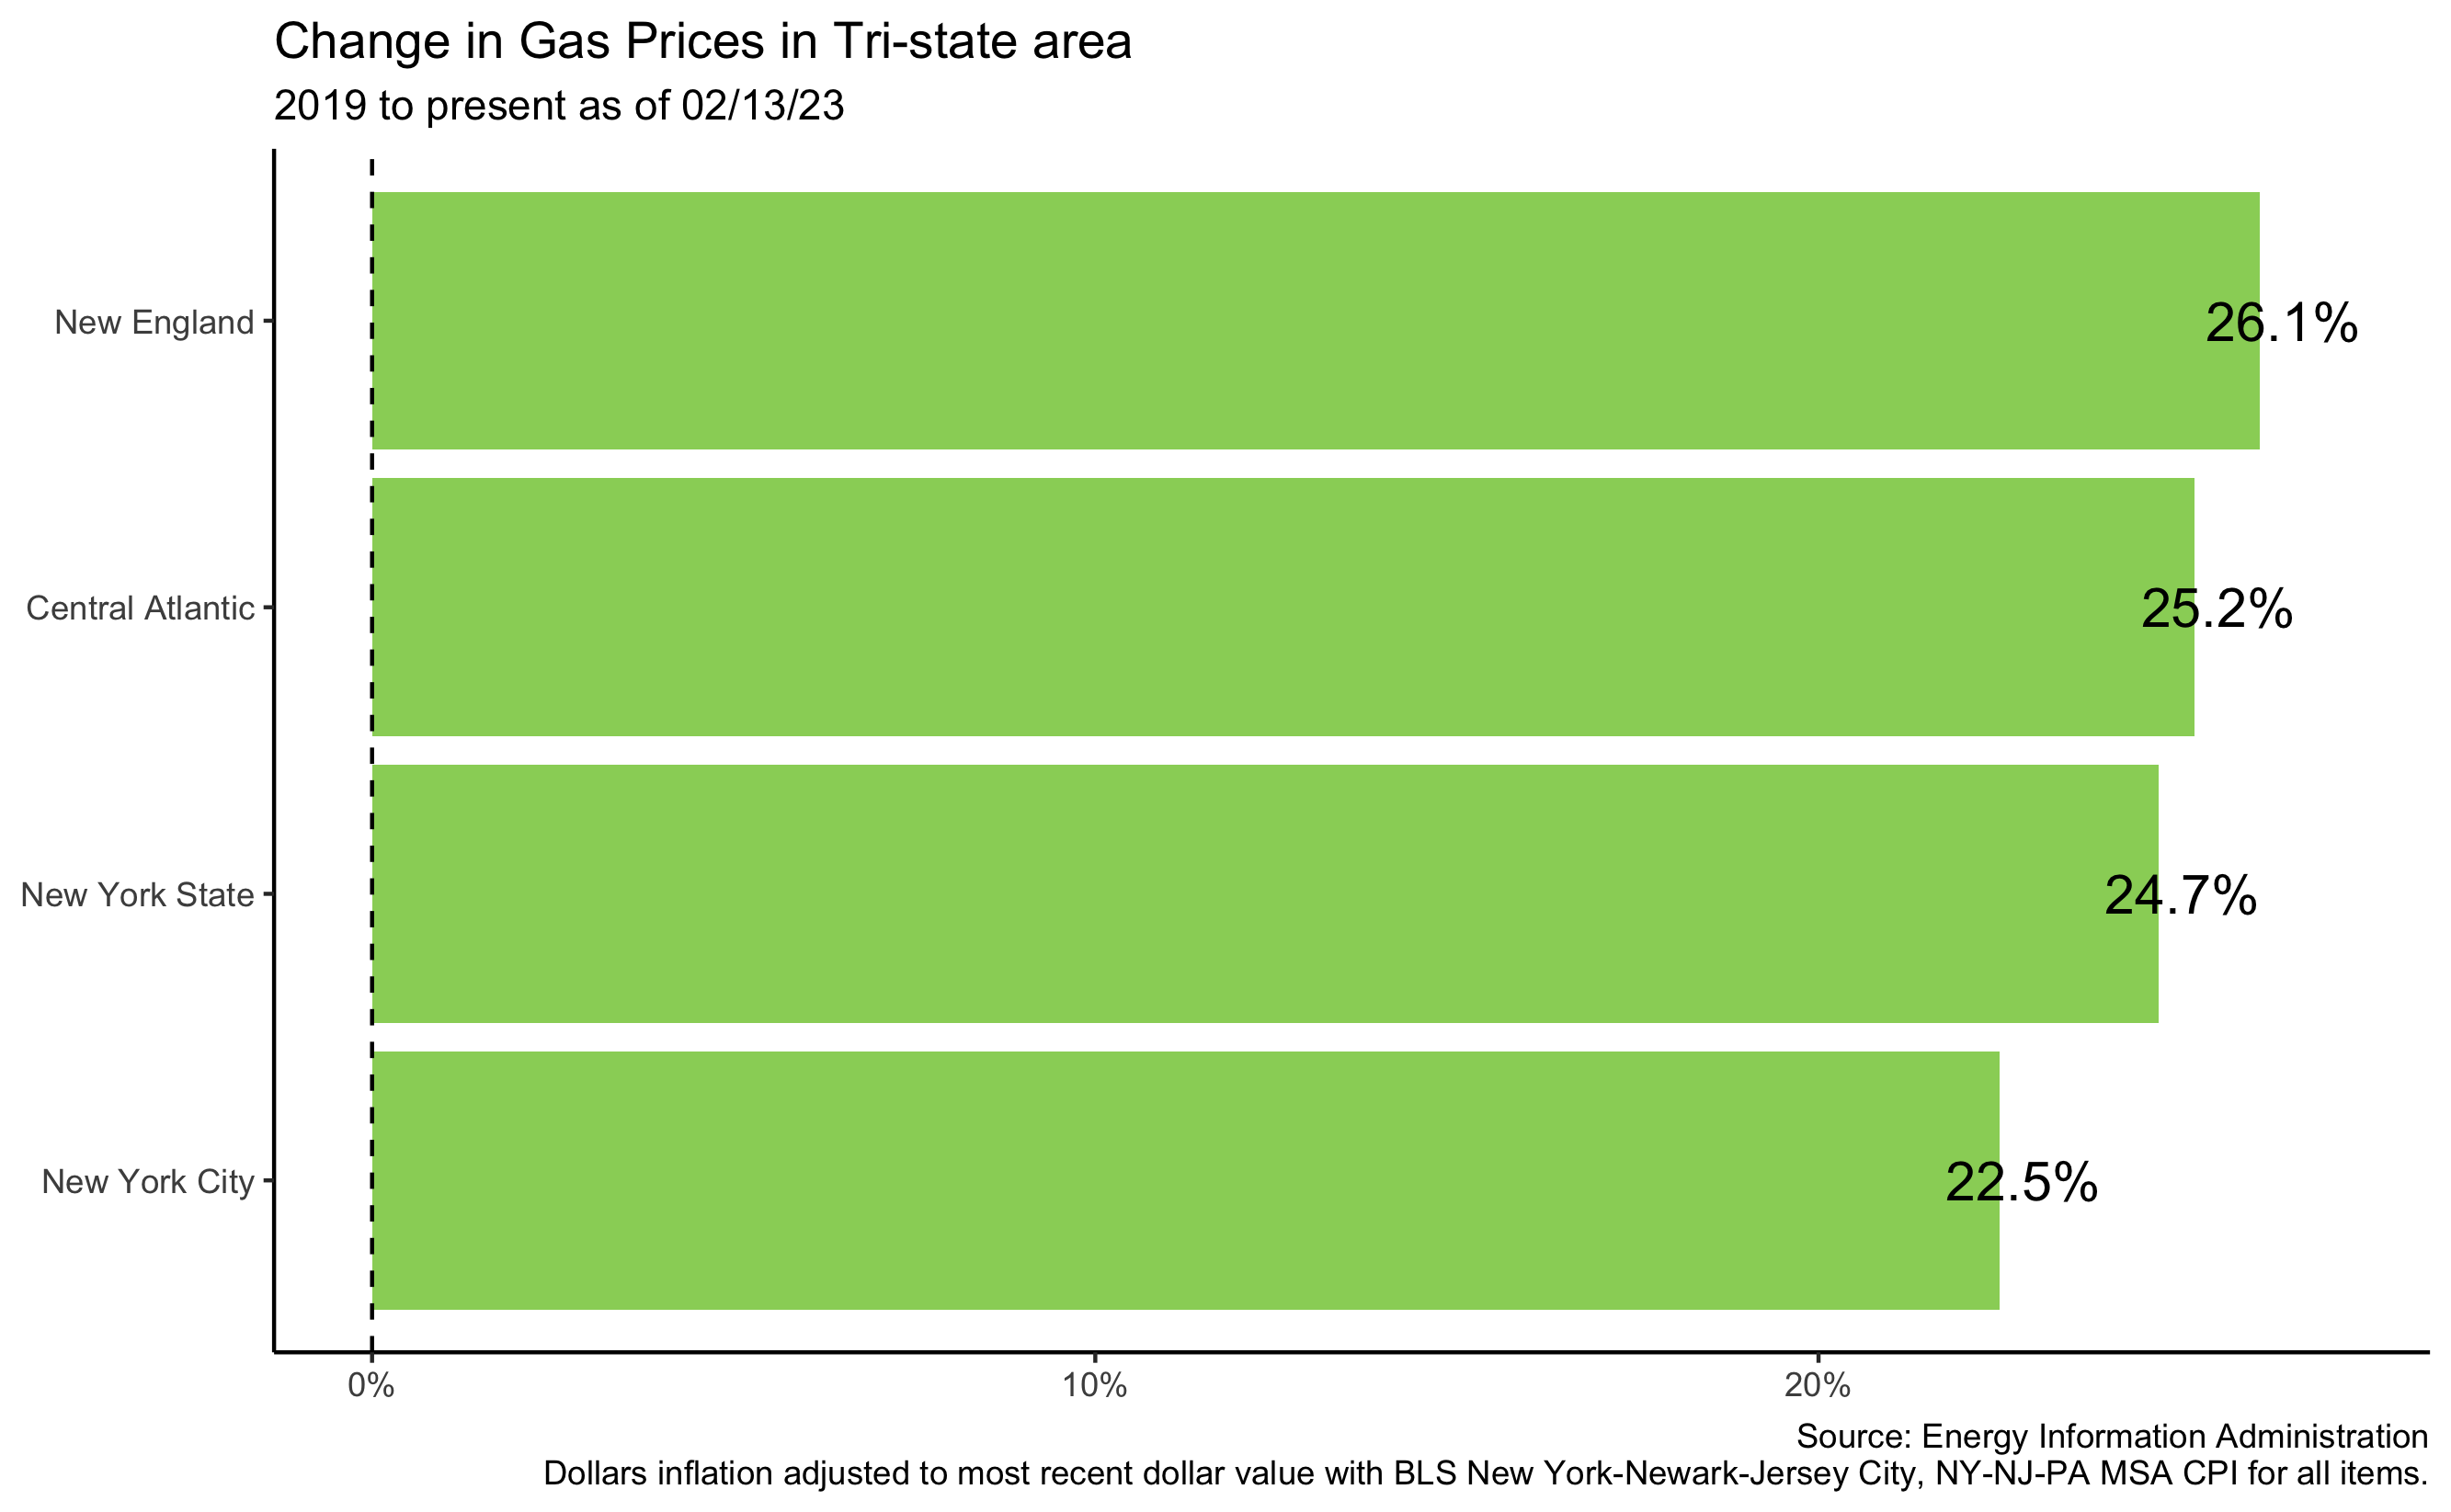 Change in Gas Prices in Tri-state area
2019 to present as of 02/13/23
New England
26.1%
Central Atlantic
25.2%
New York State
24.7%
New York City
22.5%
0%
10%
20%
Source: Energy Information Administration
Dollars inflation adjusted to most recent dollar value with BLS New York-Newark-Jersey City, NY-NJ-PA MSA CPI for all items.